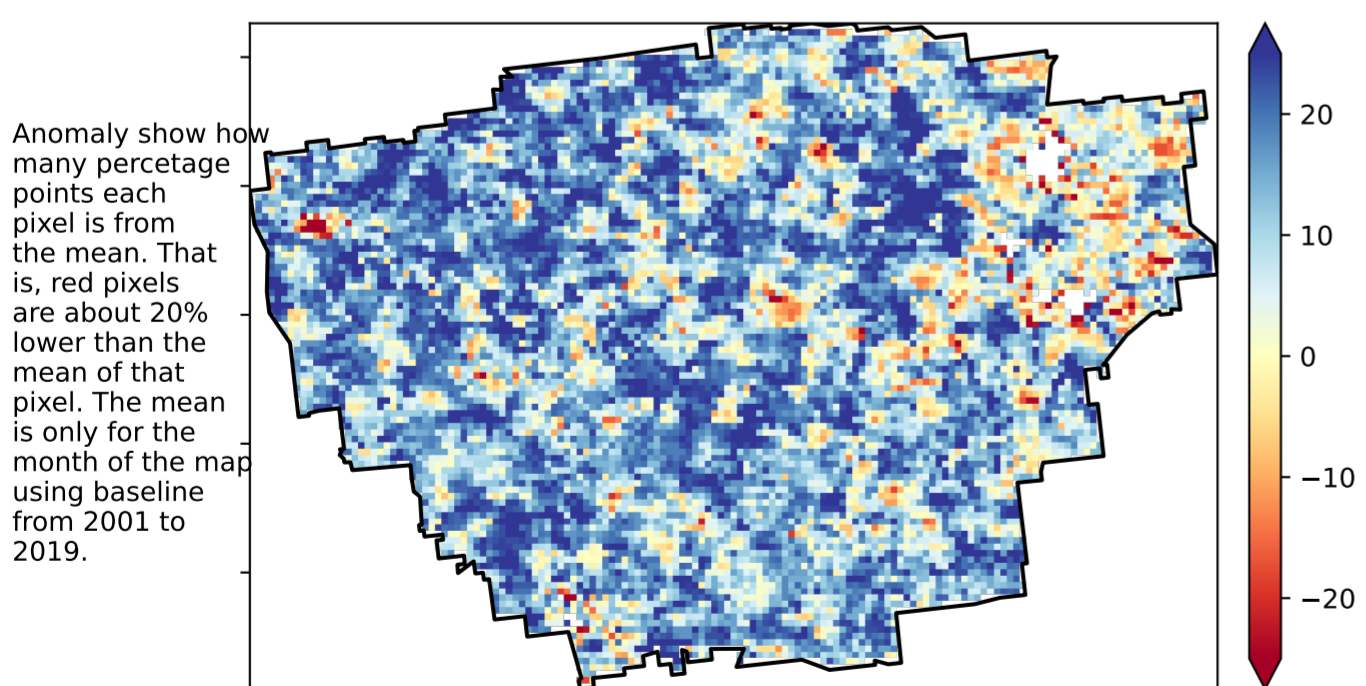 Anomaly show how
many percetage
points each
pixel is from
the mean. That
is, red pixels
are about 20%
lower than the
mean of that
pixel. The mean
is only for the
month of the map
using baseline
from 2001 to
2019.
20
10
0
−10
−20